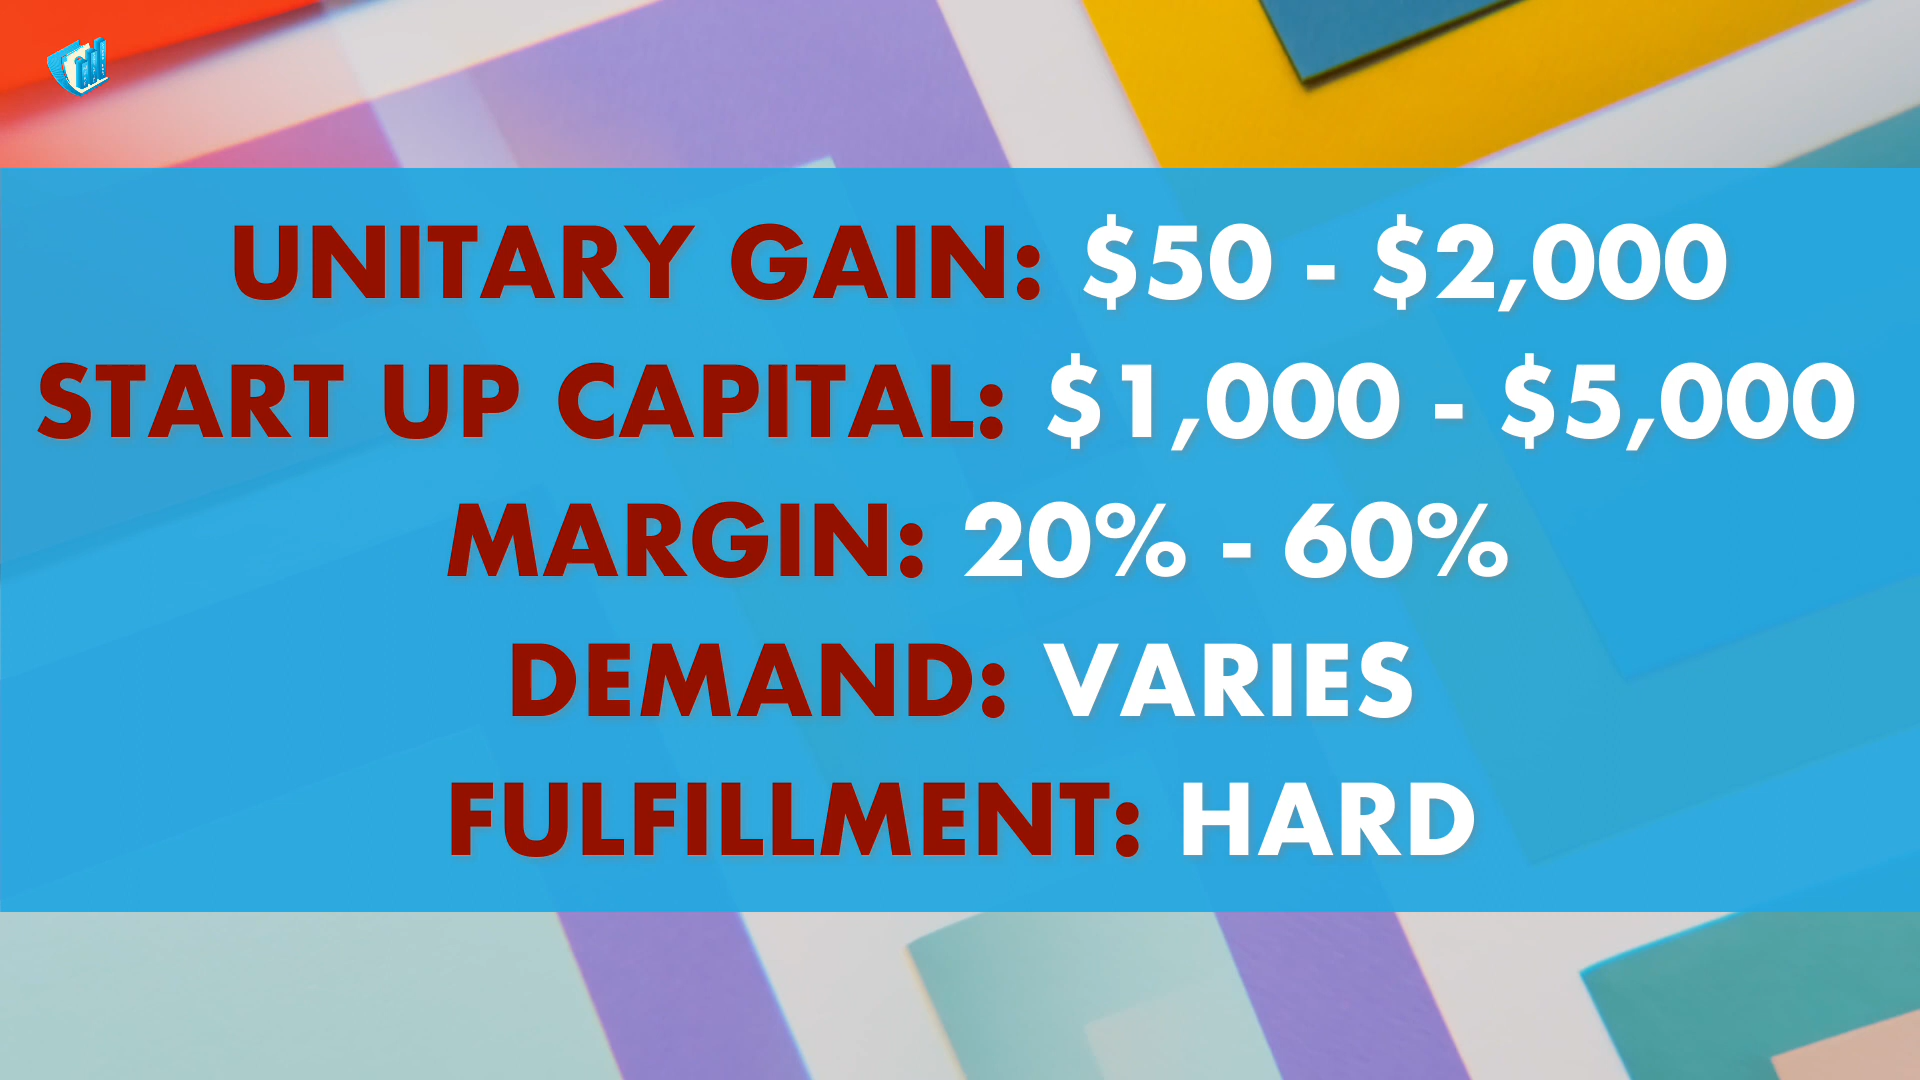 UNITARY GAIN: $50 - $2,000
START UP CAPITAL: $1,000 - $5,000
MARGIN: 20% - 60%
DEMAND: VARIES
FULFILLMENT: HARD